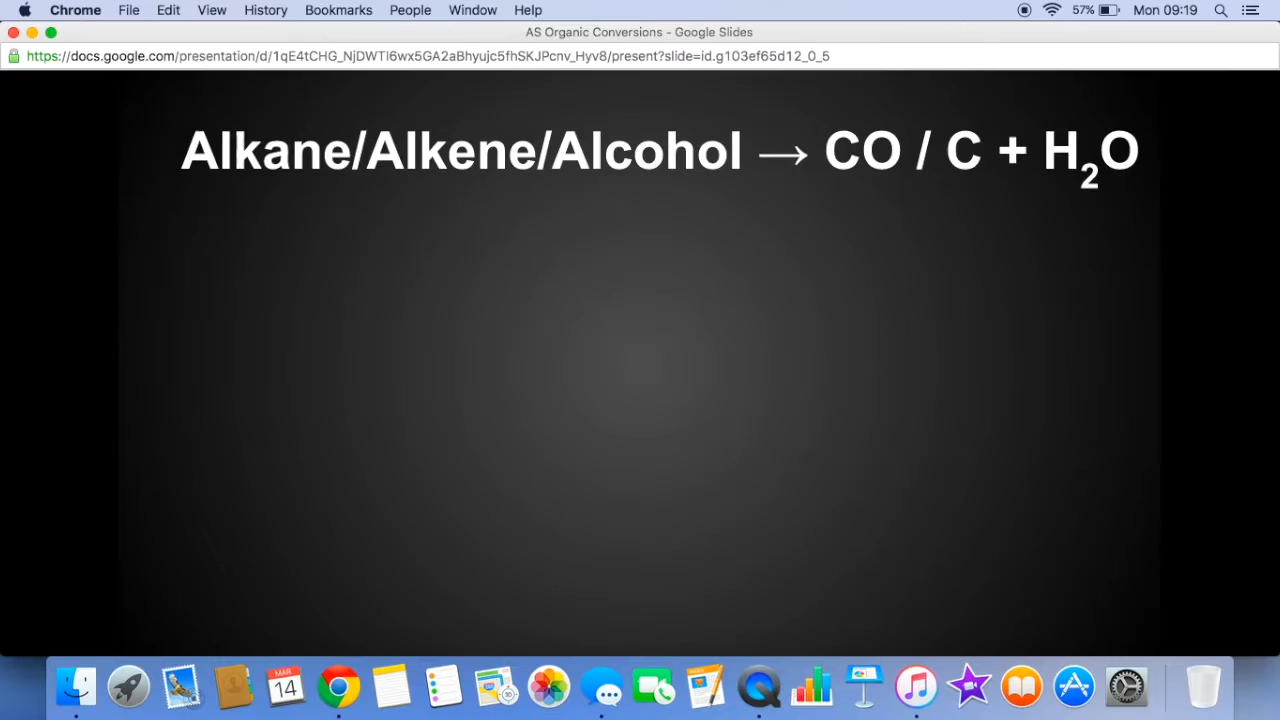 Chrome File Edit View History Bookmarks People Window Help 57% Mon 09:19
AS Organic Conversions - Google Slides
https://docs.google.com/presentation/d/1qE4tCHG_NjDWTl6wx5GA2aBhyujc5fhSKJPcnv_Hyv8/present?slide=id.g103ef65d12_0_5
Alkane/Alkene/Alcohol → CO / C + H₂O
MAR
14
30